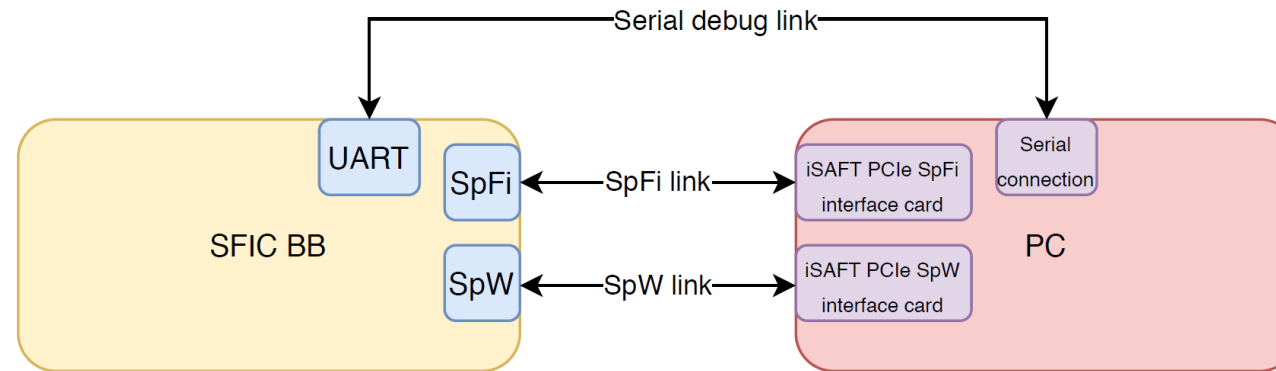 Serial debug link
UART
SpFi
SpW
SFIC BB
SpFi link
SpW link
iSAFT PCIe SpFi
interface card
iSAFT PCIe SpW
interface card
Serial
connection
PC